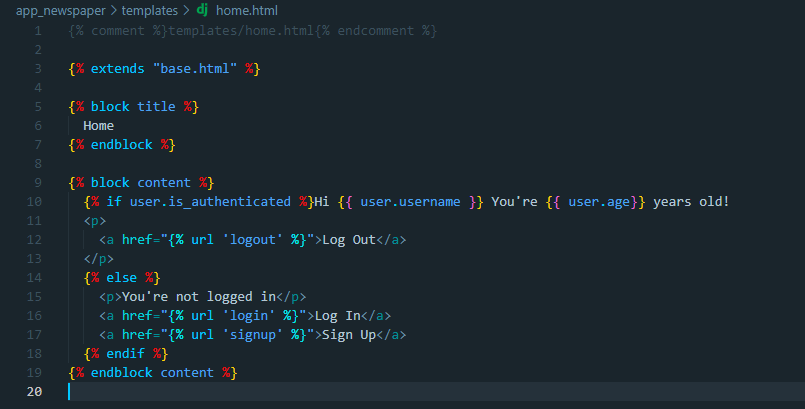 app_newspaper > templates > dj home.html
1 {% comment %}templates/home.html{% endcomment %}
2
3 {% extends "base.html" %}
4
5 {% block title %}
6 Home
7 {% endblock %}
8
9 {% block content %}
10 {% if user.is_authenticated %}Hi {{ user.username }} You're {{ user.age}} years old!
11 <p>
12 <a href="{% url 'logout' %}">Log Out</a>
13 </p>
14 {% else %}
15 <p>You're not logged in</p>
16 <a href="{% url 'login' %}">Log In</a>
17 <a href="{% url 'signup' %}">Sign Up</a>
18 {% endif %}
19 {% endblock content %}
20